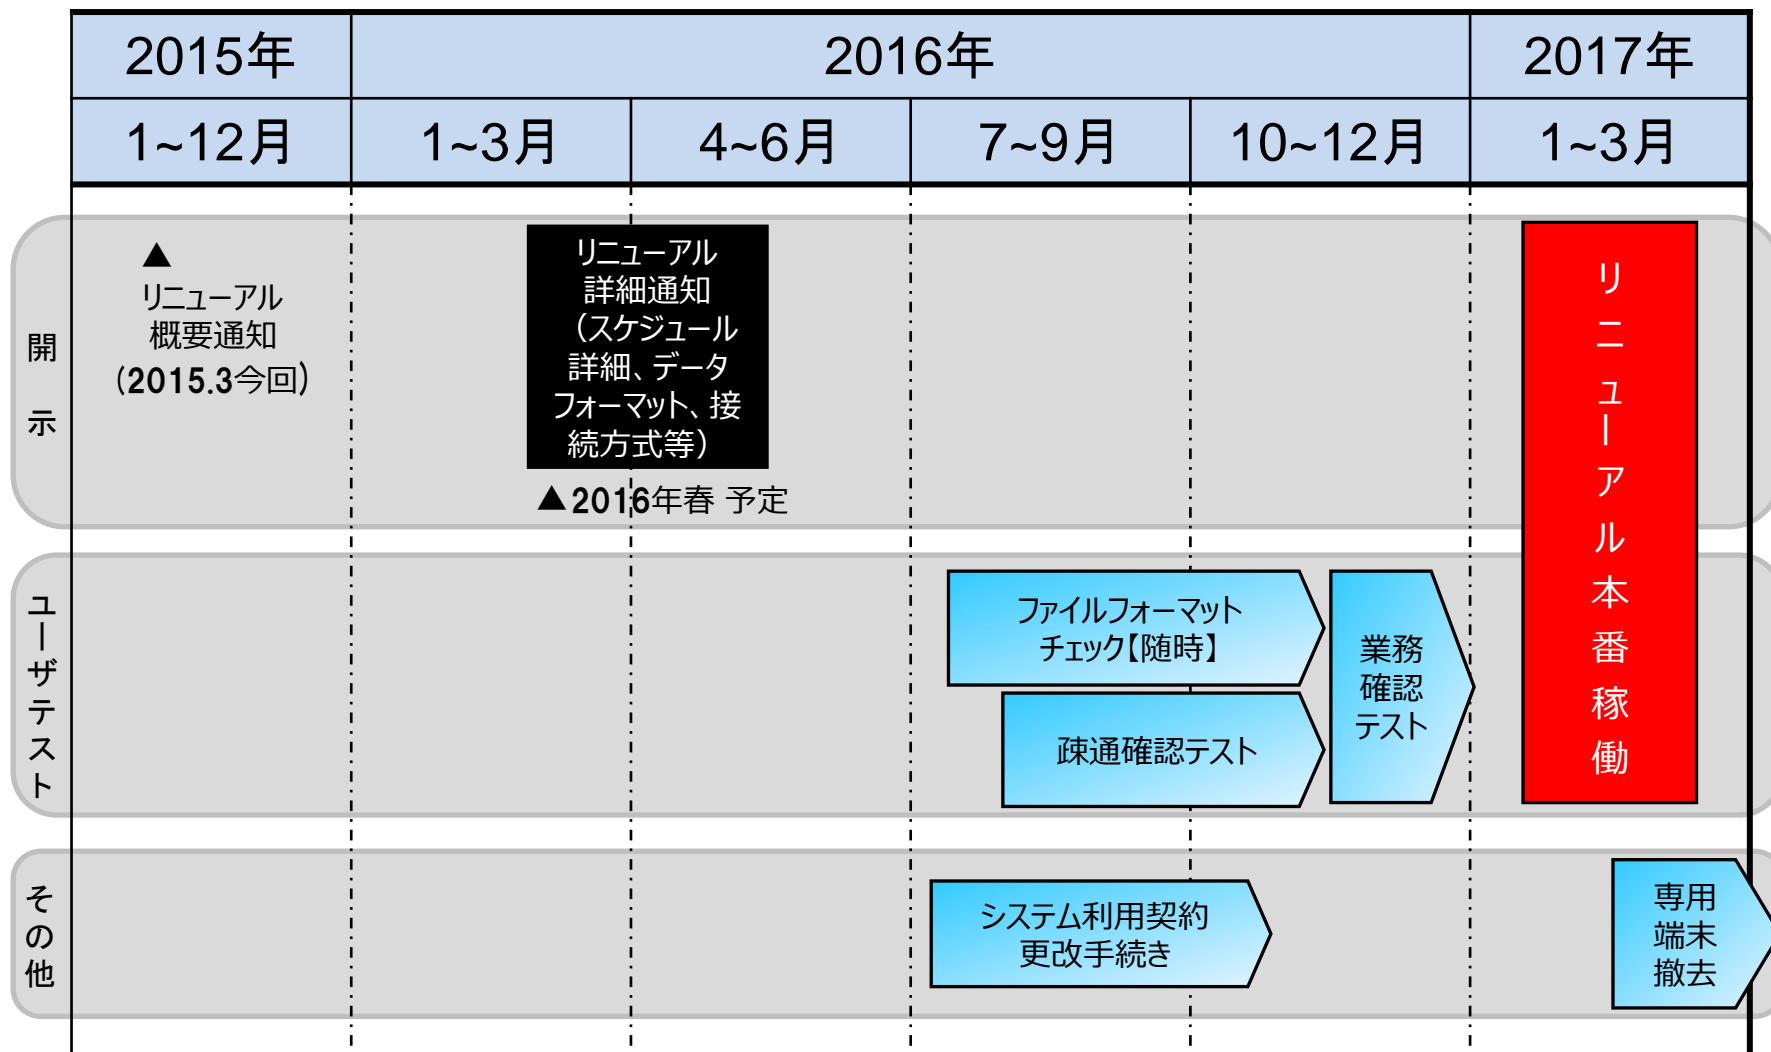 2015年
2016年
2017年
1~12月
1~3月
4~6月
7~9月
10~12月
1~3月
開示
▲
リニューアル
概要通知
(2015.3今回)
リニューアル
詳細通知
(スケジュール
詳細、データ
フォーマット、接
続方式等)
▲2016年春 予定
リニューアル本番稼働
ユーザテスト
ファイルフォーマット
チェック【随時】
疎通確認テスト
業務
確認
テスト
その他
システム利用契約
更改手続き
専用
端末
撤去